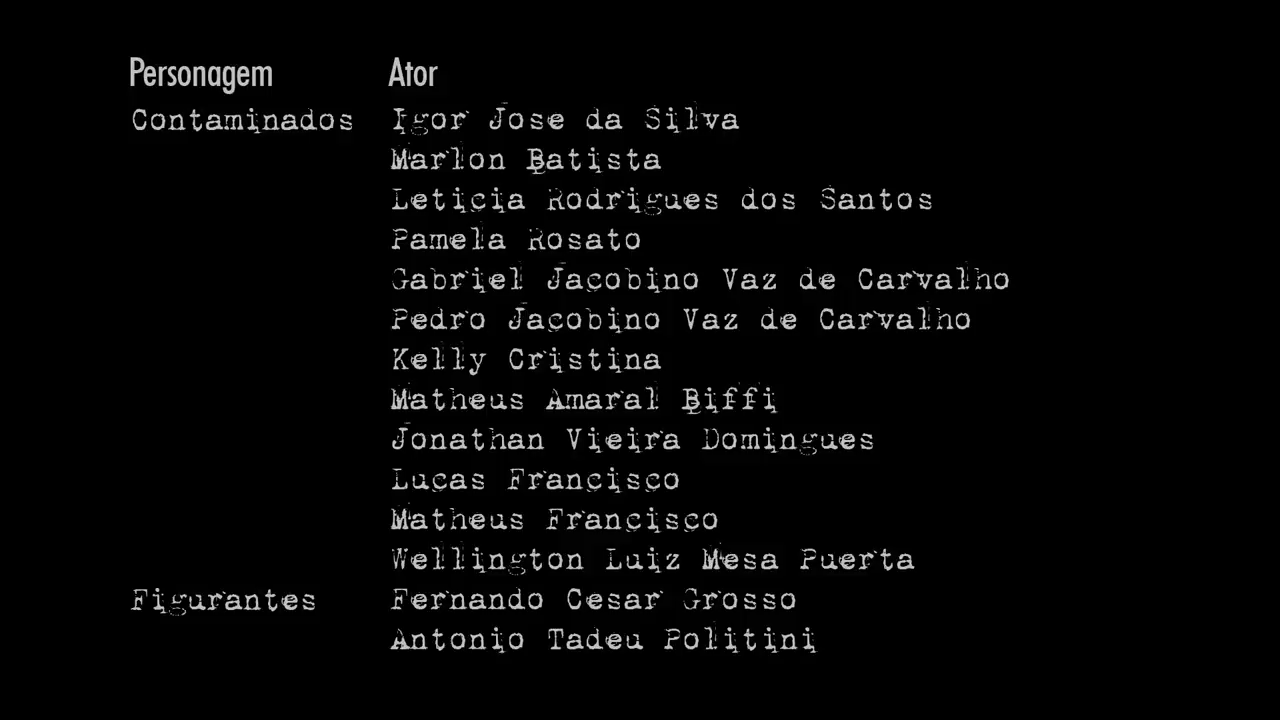 Personagem Ator
Contaminados Igor Jose da Silva
Marlon Batista
Leticia Rodrigues dos Santos
Pamela Rosato
Gabriel Jacobino Vaz de Carvalho
Pedro Jacobino Vaz de Carvalho
Kelly Cristina
Matheus Amaral Biffi
Jonathan Vieira Domingues
Lucas Francisco
Matheus Francisco
Wellington Luiz Mesa Puerta
Figurantes Fernando Cesar Grosso
Antonio Tadeu Politini